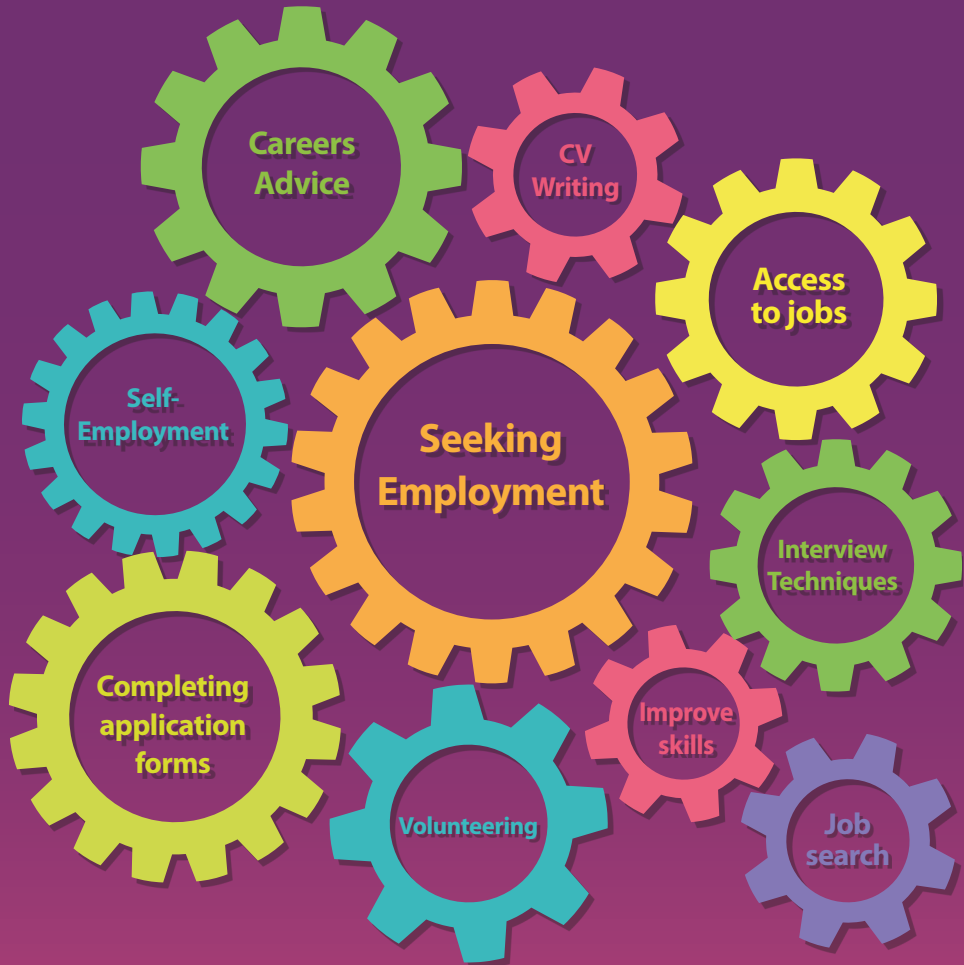 Careers
Advice
CV
Writing
Access
to jobs
Self-
Employment
Seeking
Employment
Interview
Techniques
Completing
application
forms
Improve
skills
Volunteering
Job
search